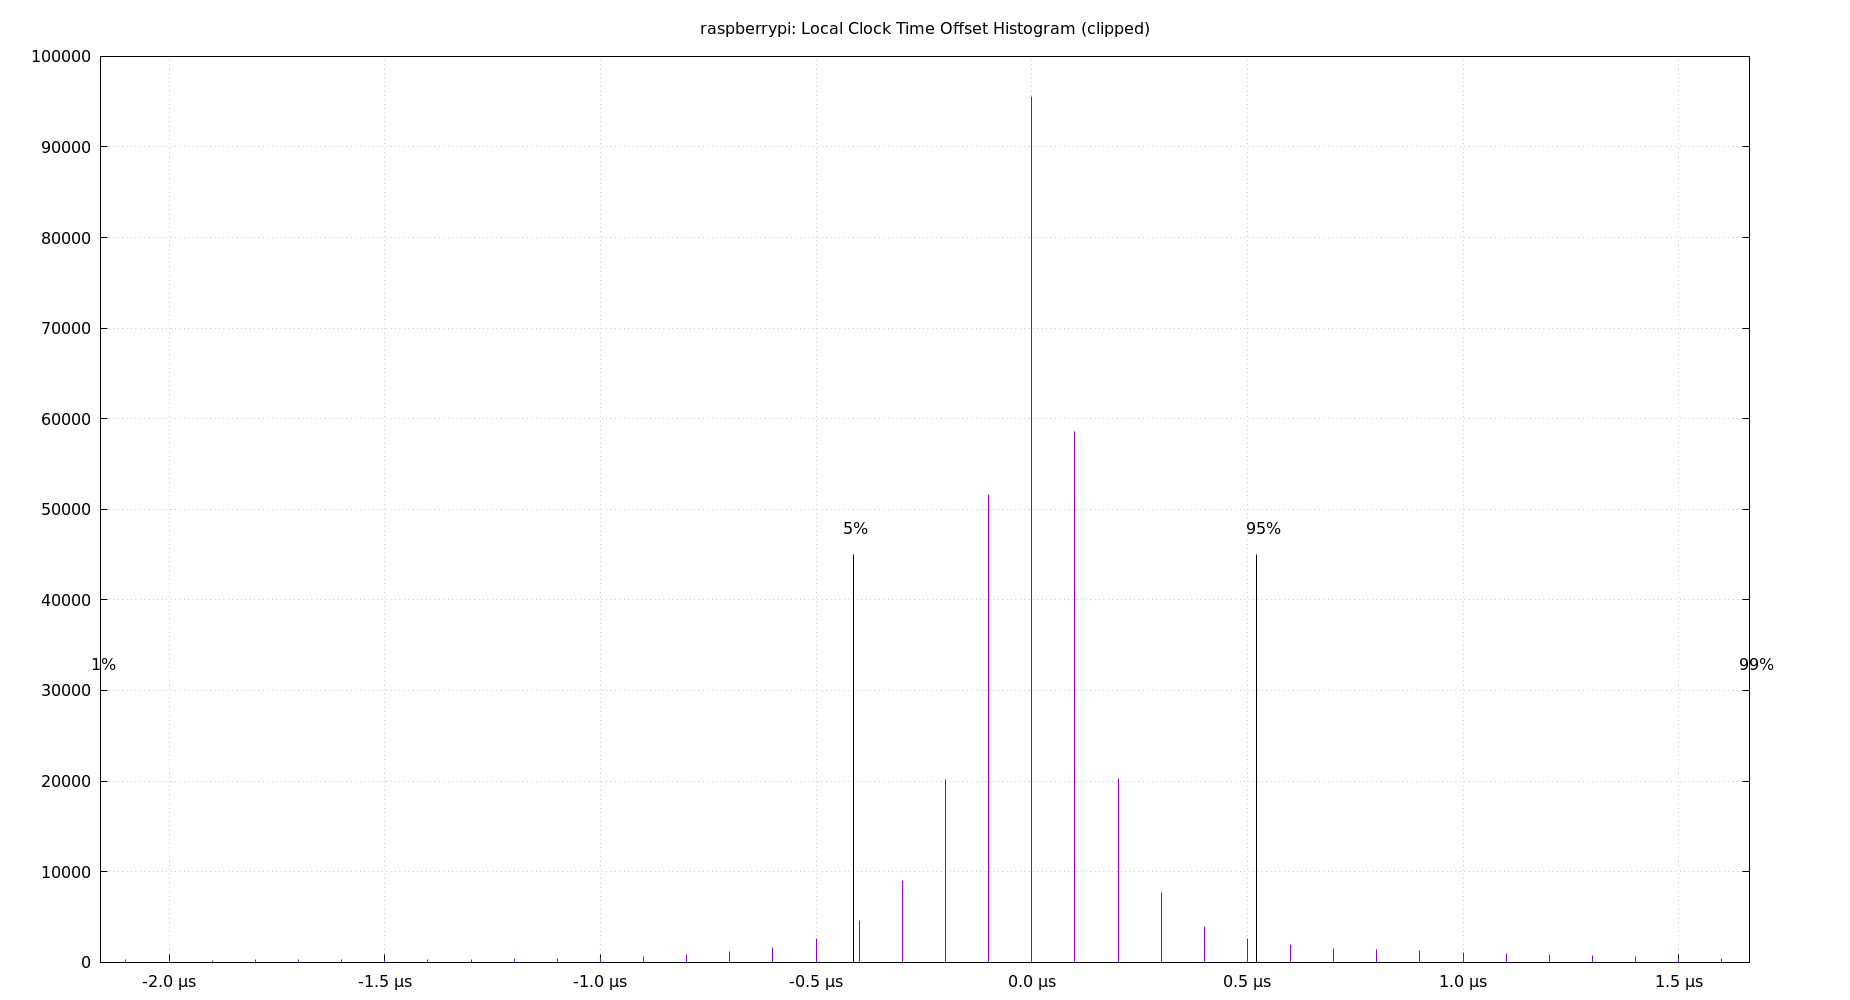 raspberrypi: Local Clock Time Offset Histogram (clipped)
100000
90000
80000
70000
60000
50000
5%
95%
40000
1%
99%
30000
20000
10000
0
-2.0 µs
-1.5 µs
-1.0 µs
-0.5 µs
0.0 µs
0.5 µs
1.0 µs
1.5 µs